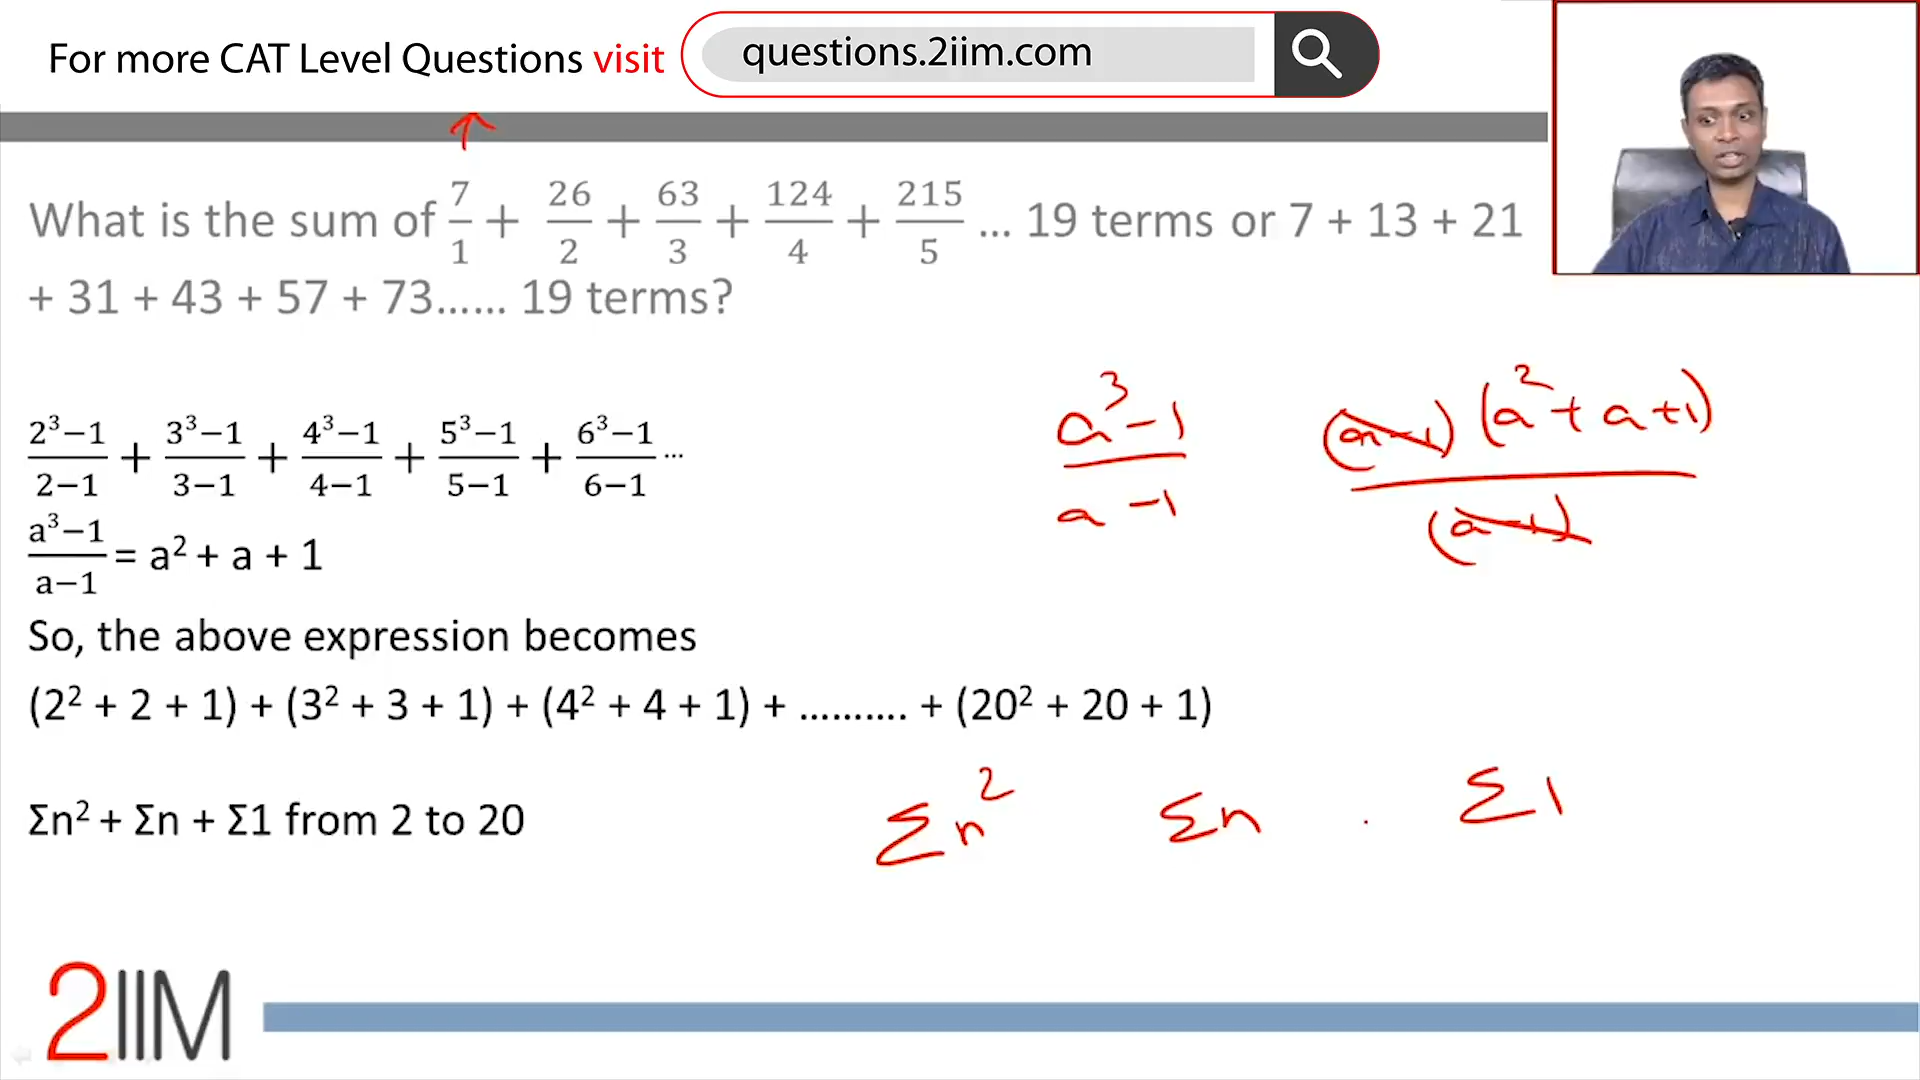 For more CAT Level Questions visit questions.2iim.com
What is the sum of 7/1 + 26/2 + 63/3 + 124/4 + 215/5 ... 19 terms or 7 + 13 + 21
+ 31 + 43 + 57 + 73...... 19 terms?
(2³−1)/(2−1) + (3³−1)/(3−1) + (4³−1)/(4−1) + (5³−1)/(5−1) + (6³−1)/(6−1) ...
a³−1 / a−1
(a−1)(a²+a+1) / (a−1)
(a³−1)/(a−1) = a² + a + 1
So, the above expression becomes
(2² + 2 + 1) + (3² + 3 + 1) + (4² + 4 + 1) + .......... + (20² + 20 + 1)
Σn² + Σn + Σ1 from 2 to 20
Σn² Σn . Σ1
2IIM